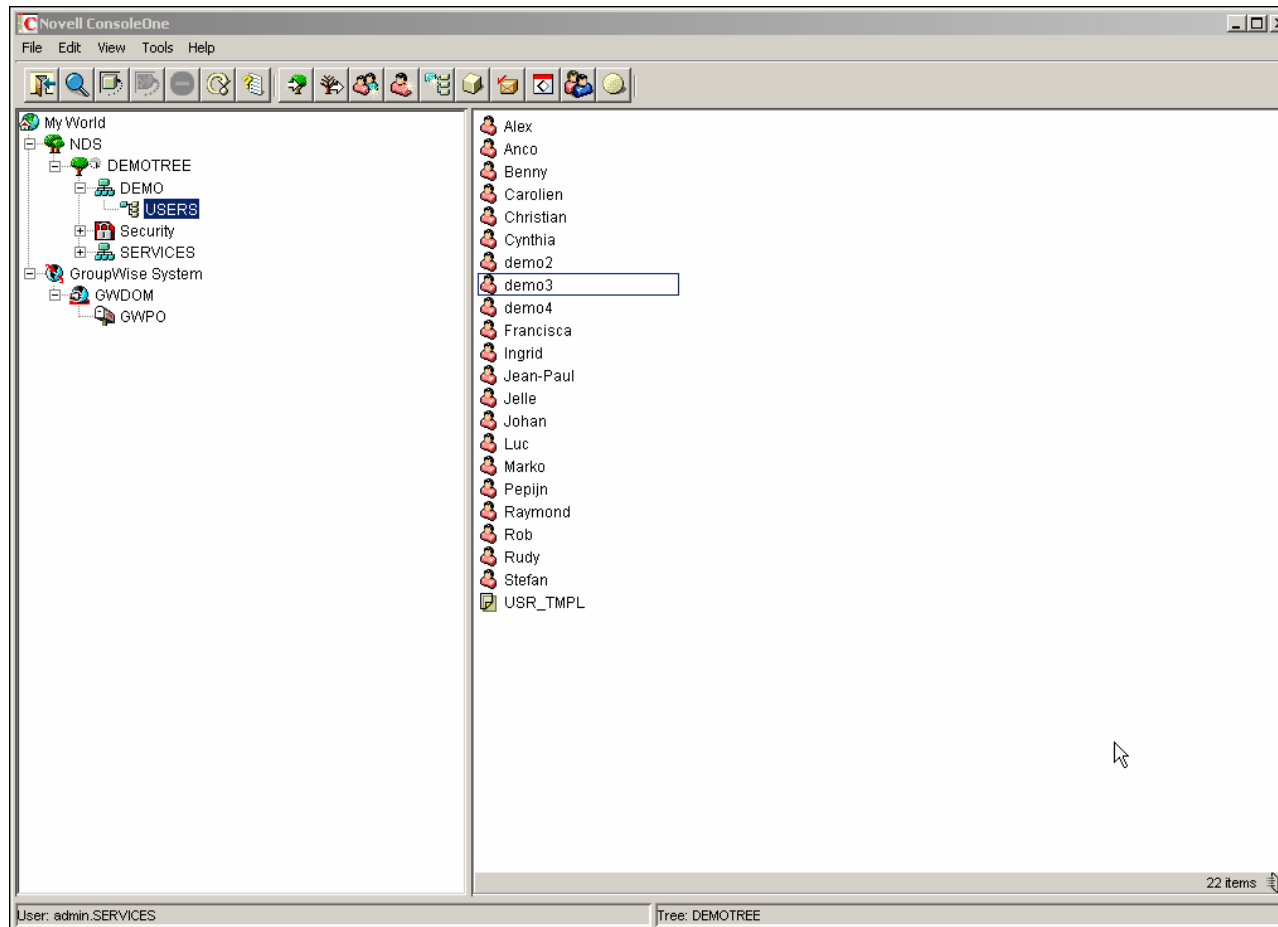 Novell ConsoleOne
File Edit View Tools Help
My World
NDS
DEMOTREE
DEMO
USERS
Security
SERVICES
GroupWise System
GWDOM
GWPO
Alex
Anco
Benny
Carolien
Christian
Cynthia
demo2
demo3
demo4
Francisca
Ingrid
Jean-Paul
Jelle
Johan
Luc
Marko
Pepijn
Raymond
Rob
Rudy
Stefan
USR_TMPL
22 items
User: admin.SERVICES
Tree: DEMOTREE